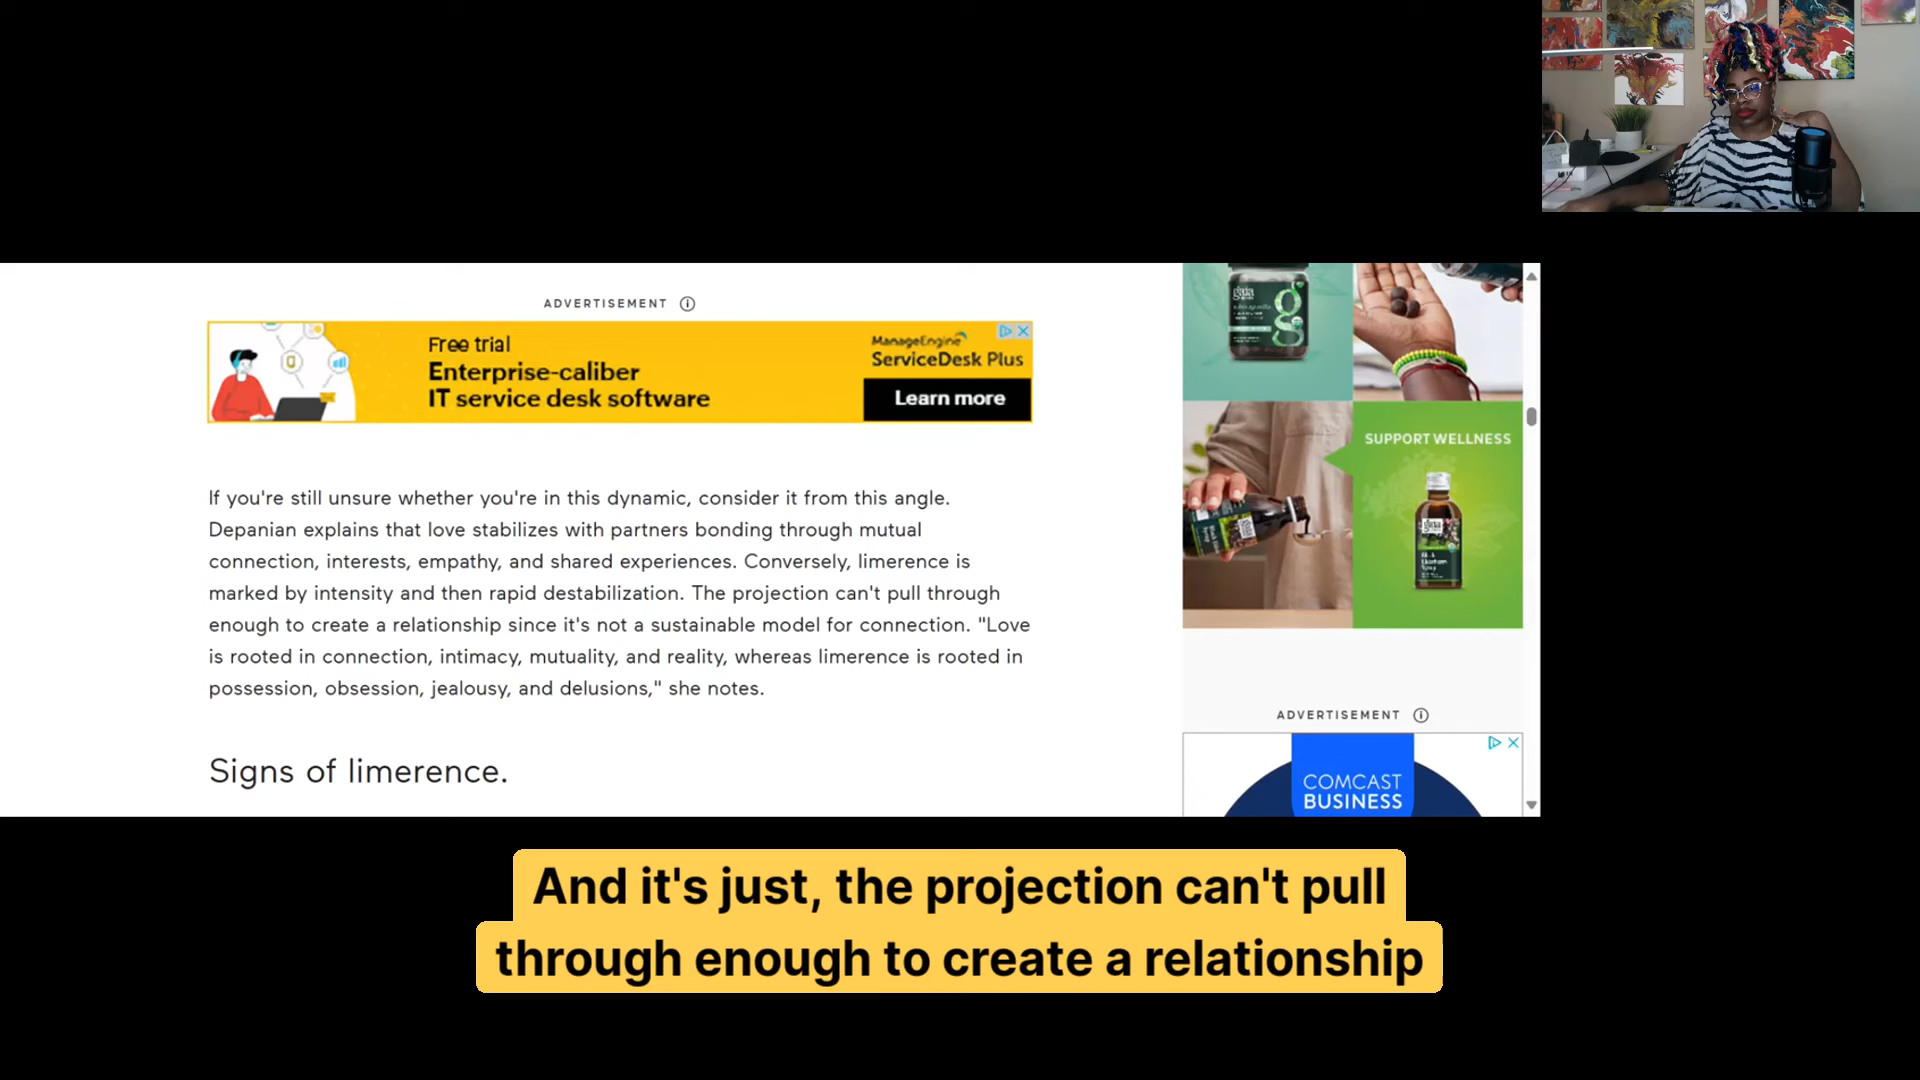 ADVERTISEMENT
Free trial
Enterprise-caliber
IT service desk software
ManageEngine
ServiceDesk Plus
Learn more
If you're still unsure whether you're in this dynamic, consider it from this angle.
Depanian explains that love stabilizes with partners bonding through mutual
connection, interests, empathy, and shared experiences. Conversely, limerence is
marked by intensity and then rapid destabilization. The projection can't pull through
enough to create a relationship since it's not a sustainable model for connection. "Love
is rooted in connection, intimacy, mutuality, and reality, whereas limerence is rooted in
possession, obsession, jealousy, and delusions," she notes.
Signs of limerence.
gaia
SUPPORT WELLNESS
gaia
ADVERTISEMENT
COMCAST
BUSINESS
And it's just, the projection can't pull
through enough to create a relationship